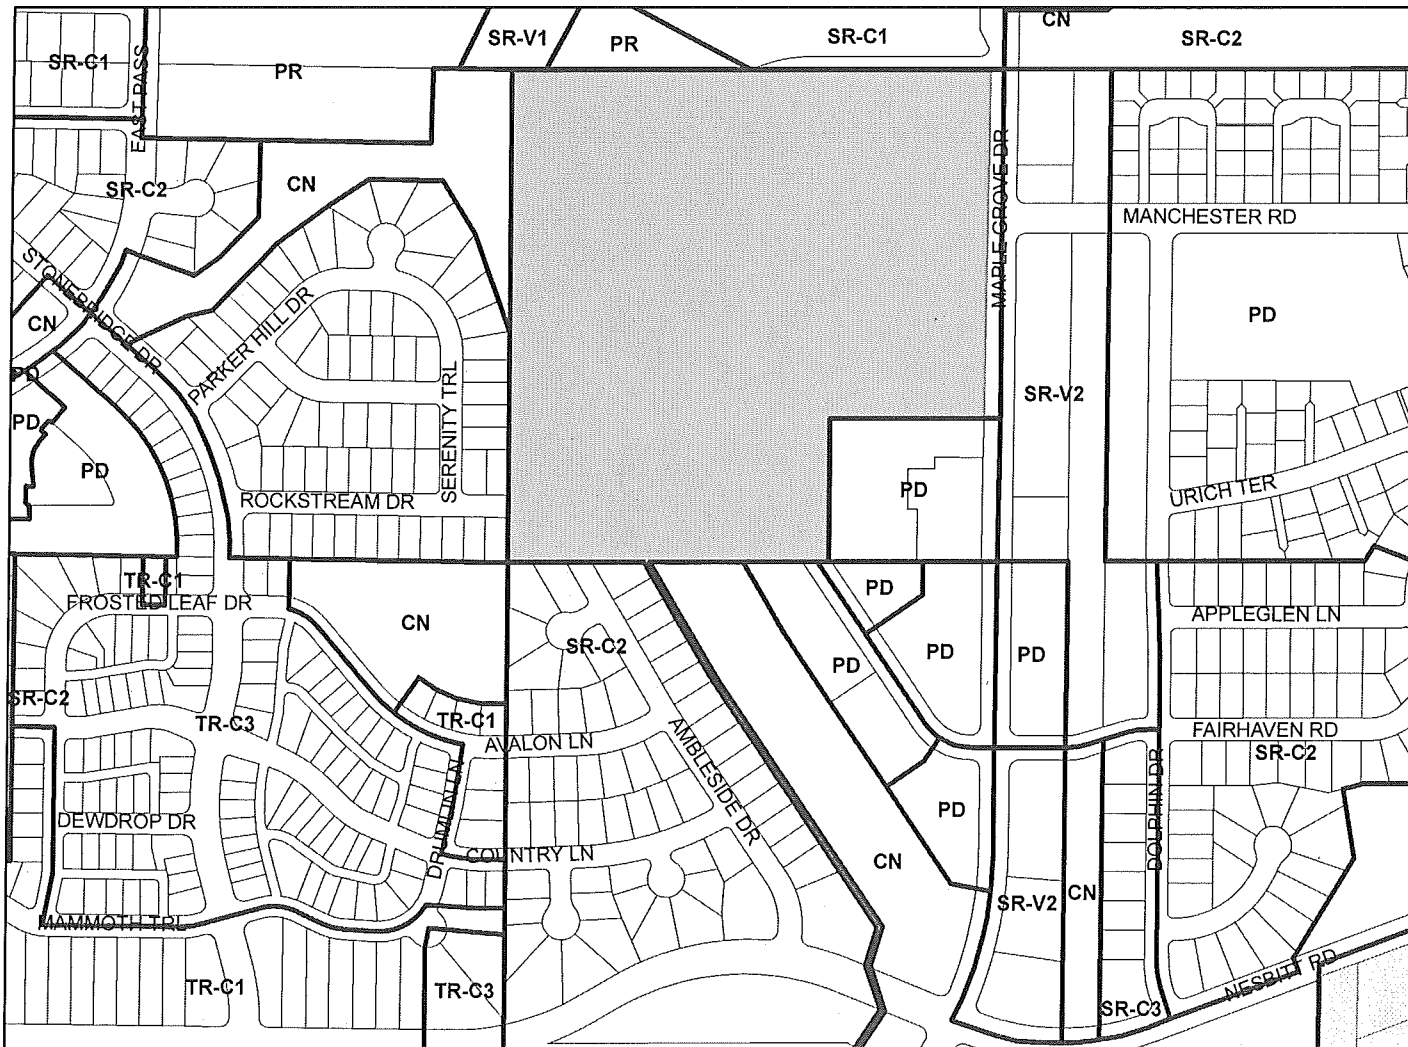 CN
SR-V1
SR-C1
SR-C2
PR
SR-C1
PR
EAST PASS
MAPLE GROVE DR
SR-C2
CN
MANCHESTER RD
STONEBRIDGE DR
PARKER HILL DR
CN
PD
PD
SERENITY TRL
SR-V2
PD
PD
PD
ROCKSTREAM DR
URICH TER
TR-C1
FROSTED LEAF DR
PD
APPLEGLEN LN
CN
SR-C2
PD
PD
PD
SR-C2
TR-C3
TR-C1
AVALON LN
AMBLESIDE DR
FAIRHAVEN RD
SR-C2
DOLPHIN DR
DRUMLIN LN
DEWDROP DR
PD
COUNTRY LN
CN
SR-V2
CN
MAMMOTH TRL
TR-C1
TR-C3
NESBITT RD
SR-C3